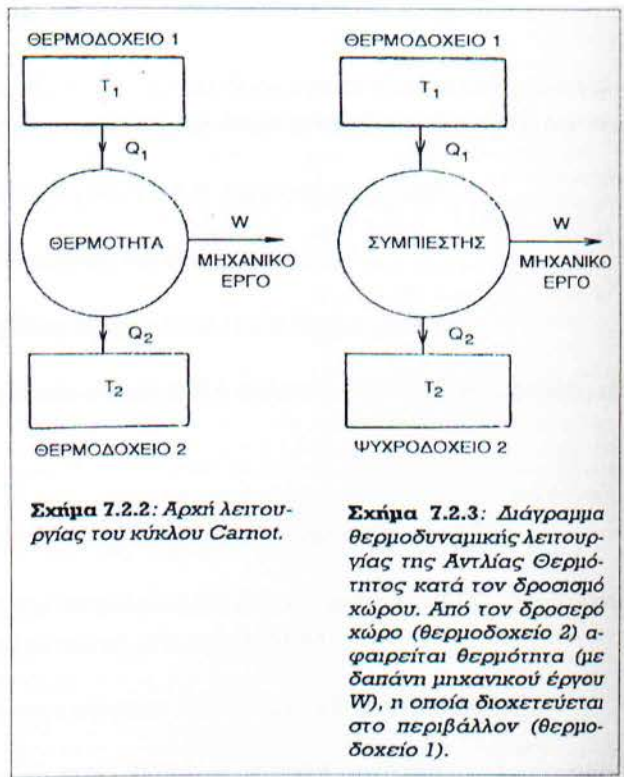 ΘΕΡΜΟΔΟΧΕΙΟ 1
T1
Q1
ΘΕΡΜΟΤΗΤΑ
W
ΜΗΧΑΝΙΚΟ
ΕΡΓΟ
Q2
T2
ΘΕΡΜΟΔΟΧΕΙΟ 2
Σχήμα 7.2.2: Αρχή λειτου-
ργίας του κύκλου Carnot.
ΘΕΡΜΟΔΟΧΕΙΟ 1
T1
Q1
ΣΥΜΠΙΕΣΤΗΣ
W
ΜΗΧΑΝΙΚΟ
ΕΡΓΟ
Q2
T2
ΨΥΧΡΟΔΟΧΕΙΟ 2
Σχήμα 7.2.3: Διάγραμμα
θερμοδυναμικής λειτουρ-
γίας της Αντλίας Θερμό-
τητος κατά τον δροσισμό
χώρου. Από τον δροσερό
χώρο (θερμοδοχείο 2) α-
φαιρείται θερμότητα (με
δαπάνη μηχανικού έργου
W), η οποία διοχετεύεται
στο περιβάλλον (θερμο-
δοχείο 1).